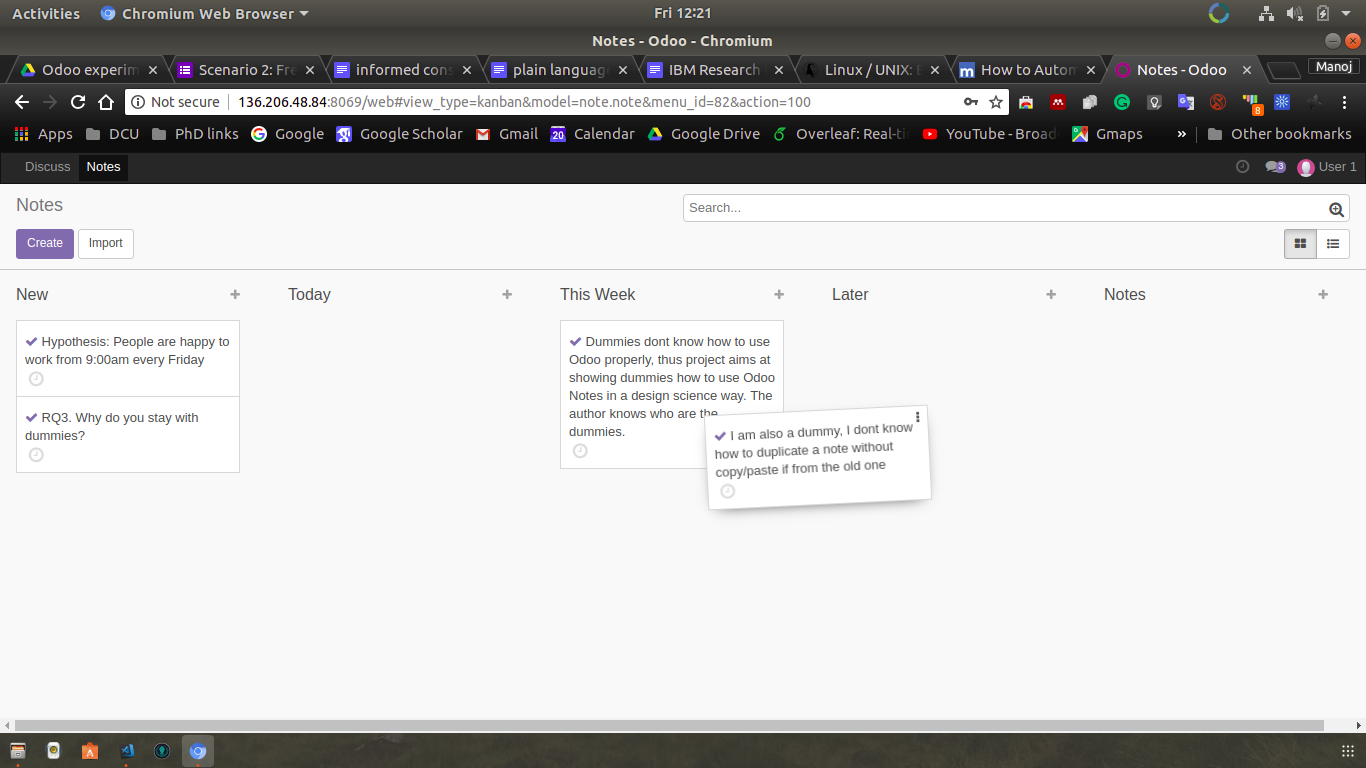 Activities Chromium Web Browser Fri 12:21
Notes - Odoo - Chromium
Odoo experim Scenario 2: Fre informed cons plain language IBM Research Linux / UNIX: E How to Autom Notes - Odoo Manoj
Not secure 136.206.48.84:8069/web#view_type=kanban&model=note.note&menu_id=82&action=100 8
Apps DCU PhD links Google Google Scholar Gmail 20 Calendar Google Drive Overleaf: Real-ti YouTube - Broad Gmaps » Other bookmarks
Discuss Notes 3 User 1
Notes
Search...
Create Import
New + Today + This Week + Later + Notes +
Hypothesis: People are happy to
work from 9:00am every Friday
RQ3. Why do you stay with
dummies?
Dummies dont know how to use
Odoo properly, thus project aims at
showing dummies how to use Odoo
Notes in a design science way. The
author knows who are the
dummies.
I am also a dummy, I dont know
how to duplicate a note without
copy/paste if from the old one